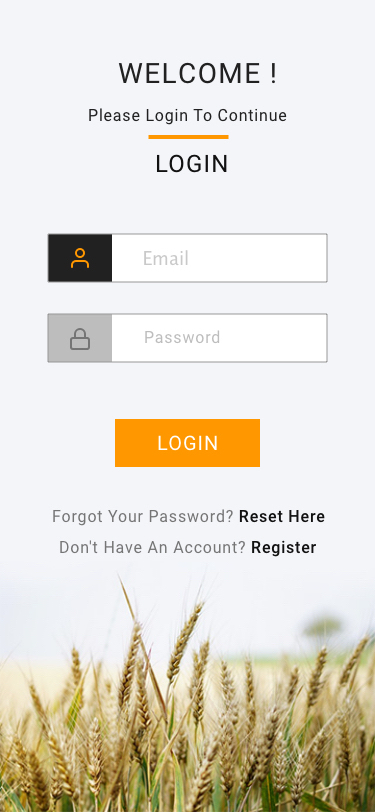 WELCOME !
Please Login To Continue
LOGIN
Email
Password
LOGIN
Forgot Your Password? Reset Here
Don't Have An Account? Register